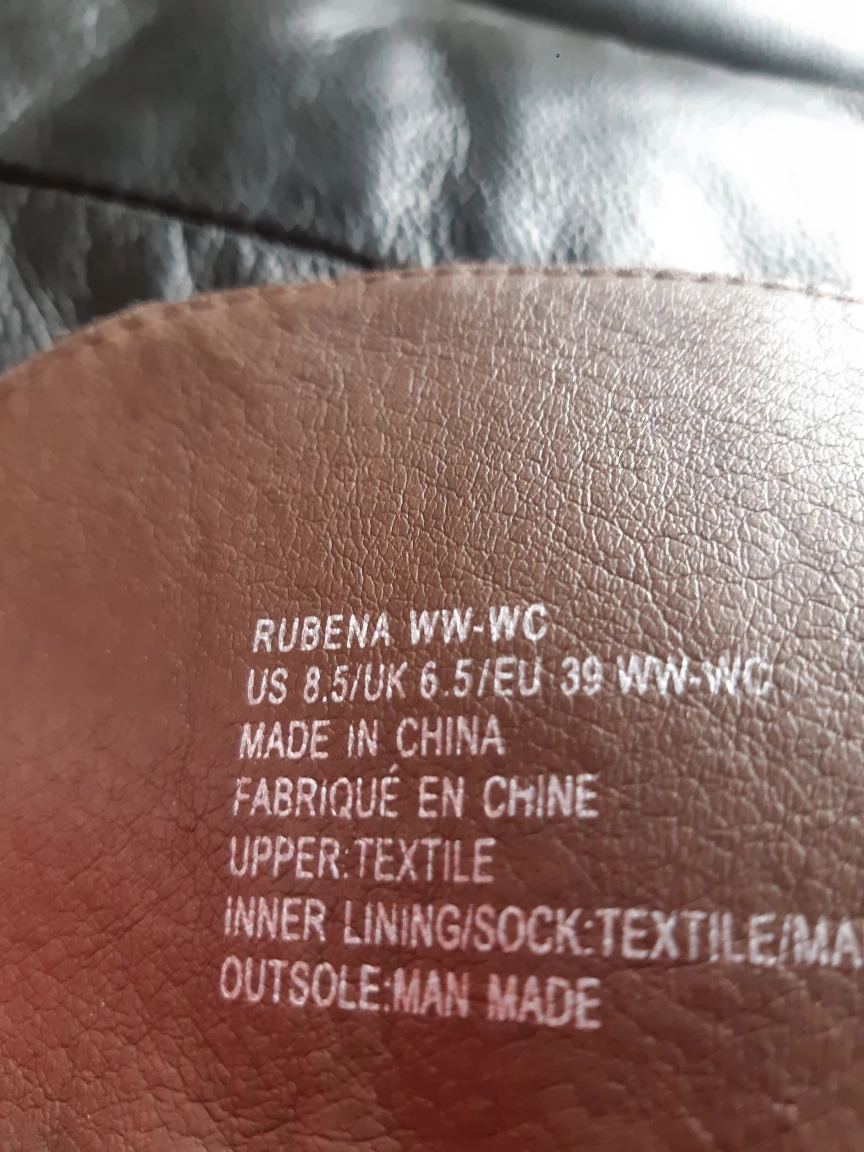 RUBENA WW-WC
US 8.5/UK 6.5/EU 39 WW-WC
MADE IN CHINA
FABRIQUÉ EN CHINE
UPPER:TEXTILE
INNER LINING/SOCK:TEXTILE/MA
OUTSOLE:MAN MADE